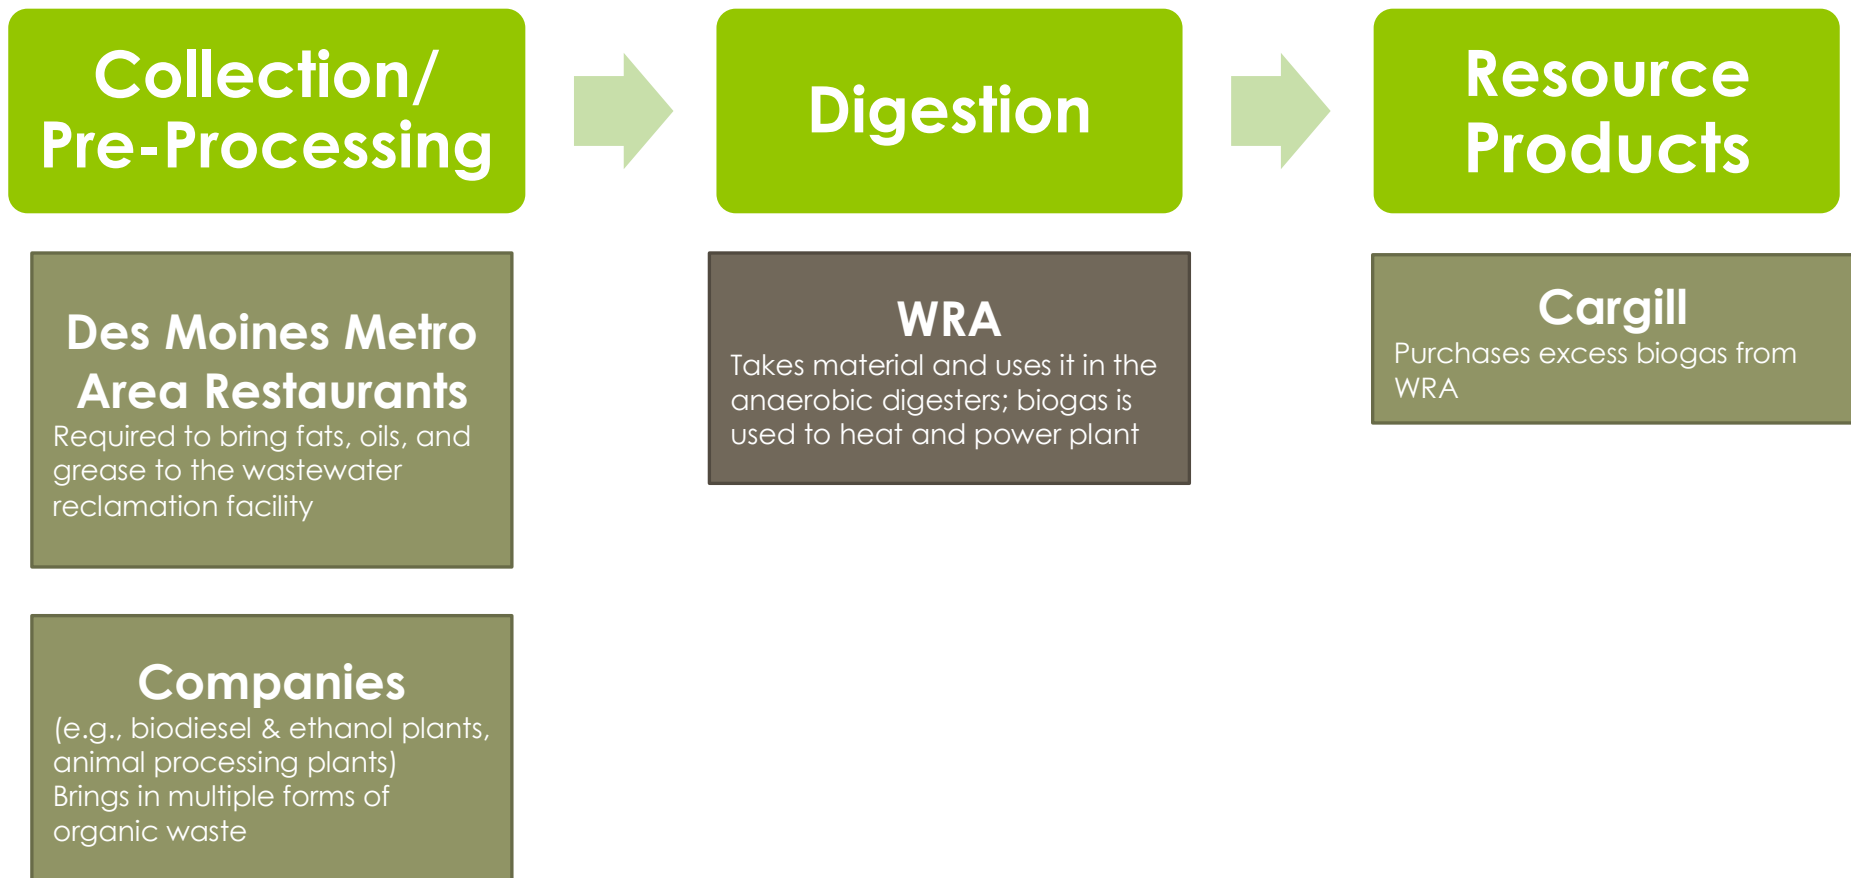 Collection/
Pre-Processing
Digestion
Resource
Products
Des Moines Metro
Area Restaurants
Required to bring fats, oils, and
grease to the wastewater
reclamation facility
Companies
(e.g., biodiesel & ethanol plants,
animal processing plants)
Brings in multiple forms of
organic waste
WRA
Takes material and uses it in the
anaerobic digesters; biogas is
used to heat and power plant
Cargill
Purchases excess biogas from
WRA